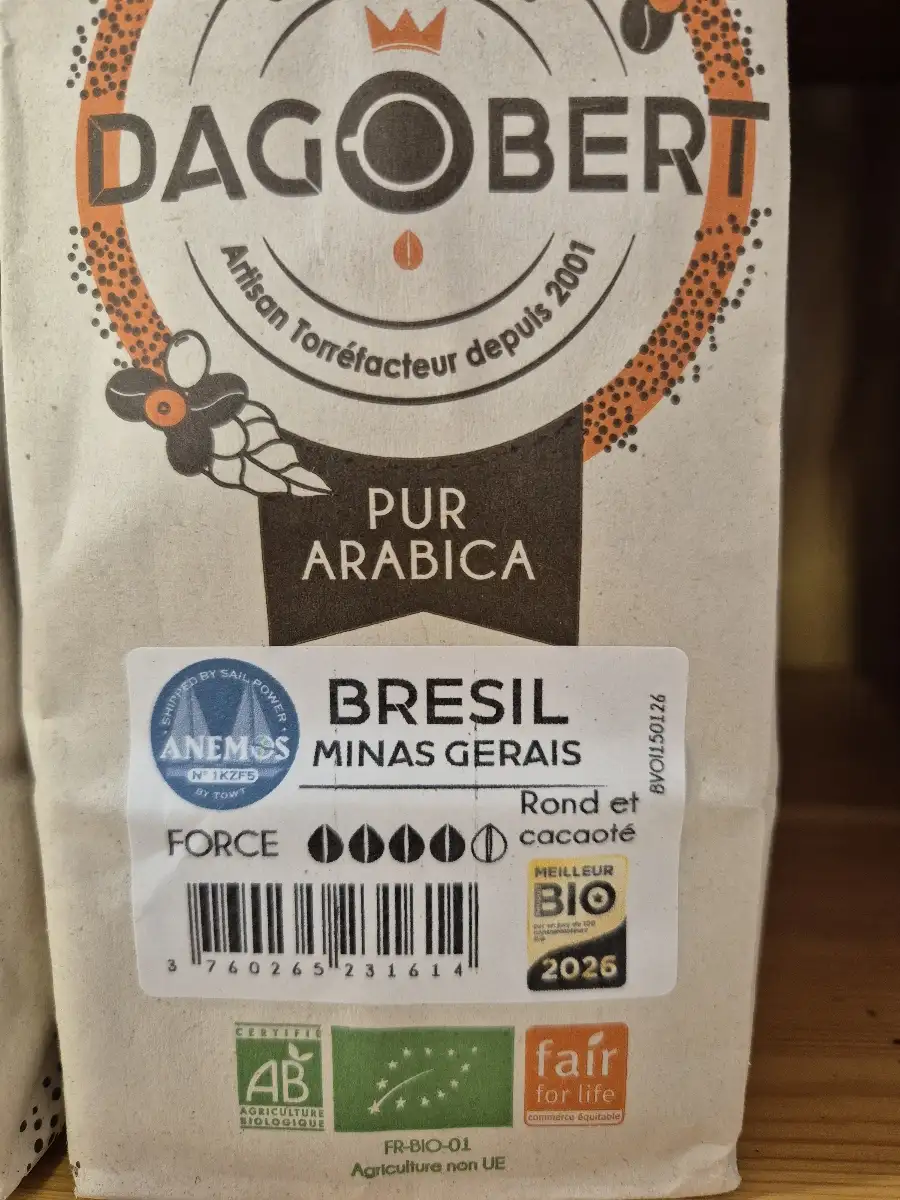 DAGOBERT
Artisan Torréfacteur depuis 2001
PUR
ARABICA
SHIPPED BY SAIL POWER
ANEMOS
N° 1KZF5
BY TOWT
BRESIL
MINAS GERAIS
BVOI150126
Rond et
cacaoté
FORCE
MEILLEUR
BIO
2026
3 760265 231614
CERTIFIÉ
AB
AGRICULTURE
BIOLOGIQUE
fair
for life
commerce équitable
FR-BIO-01
Agriculture non UE